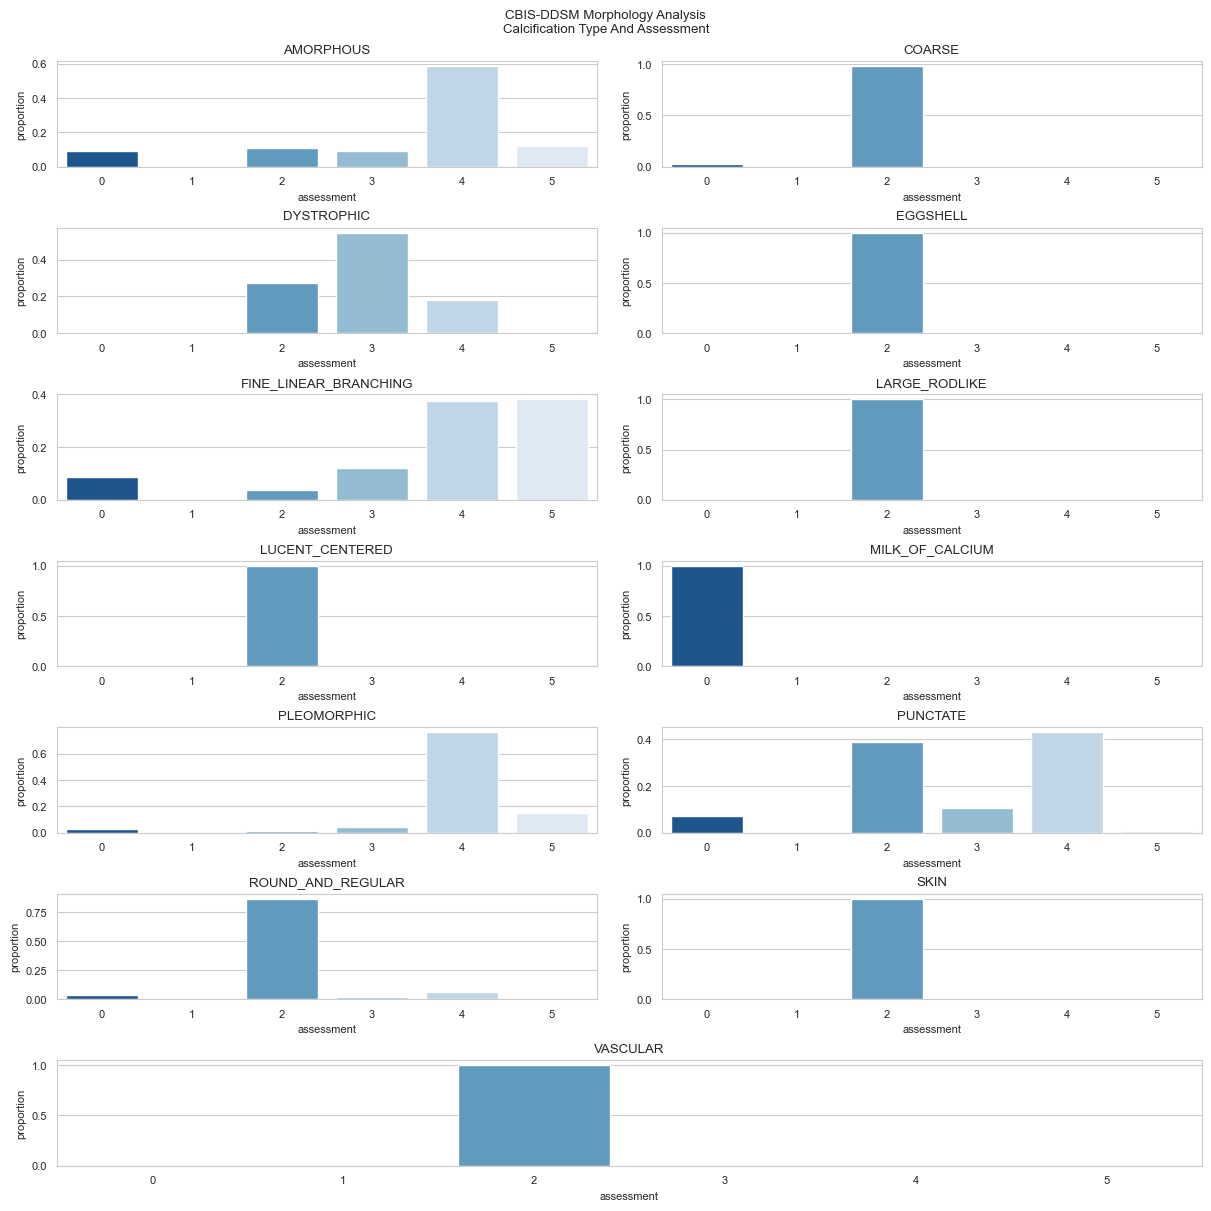 CBIS-DDSM Morphology Analysis
Calcification Type And Assessment
AMORPHOUS
proportion
0.6
0.4
0.2
0.0
0 1 2 3 4 5
assessment
COARSE
proportion
1.0
0.5
0.0
0 1 2 3 4 5
assessment
DYSTROPHIC
proportion
0.4
0.2
0.0
0 1 2 3 4 5
assessment
EGGSHELL
proportion
1.0
0.5
0.0
0 1 2 3 4 5
assessment
FINE_LINEAR_BRANCHING
proportion
0.4
0.2
0.0
0 1 2 3 4 5
assessment
LARGE_RODLIKE
proportion
1.0
0.5
0.0
0 1 2 3 4 5
assessment
LUCENT_CENTERED
proportion
1.0
0.5
0.0
0 1 2 3 4 5
assessment
MILK_OF_CALCIUM
proportion
1.0
0.5
0.0
0 1 2 3 4 5
assessment
PLEOMORPHIC
proportion
0.6
0.4
0.2
0.0
0 1 2 3 4 5
assessment
PUNCTATE
proportion
0.4
0.2
0.0
0 1 2 3 4 5
assessment
ROUND_AND_REGULAR
proportion
0.75
0.50
0.25
0.00
0 1 2 3 4 5
assessment
SKIN
proportion
1.0
0.5
0.0
0 1 2 3 4 5
assessment
VASCULAR
proportion
1.0
0.5
0.0
0 1 2 3 4 5
assessment